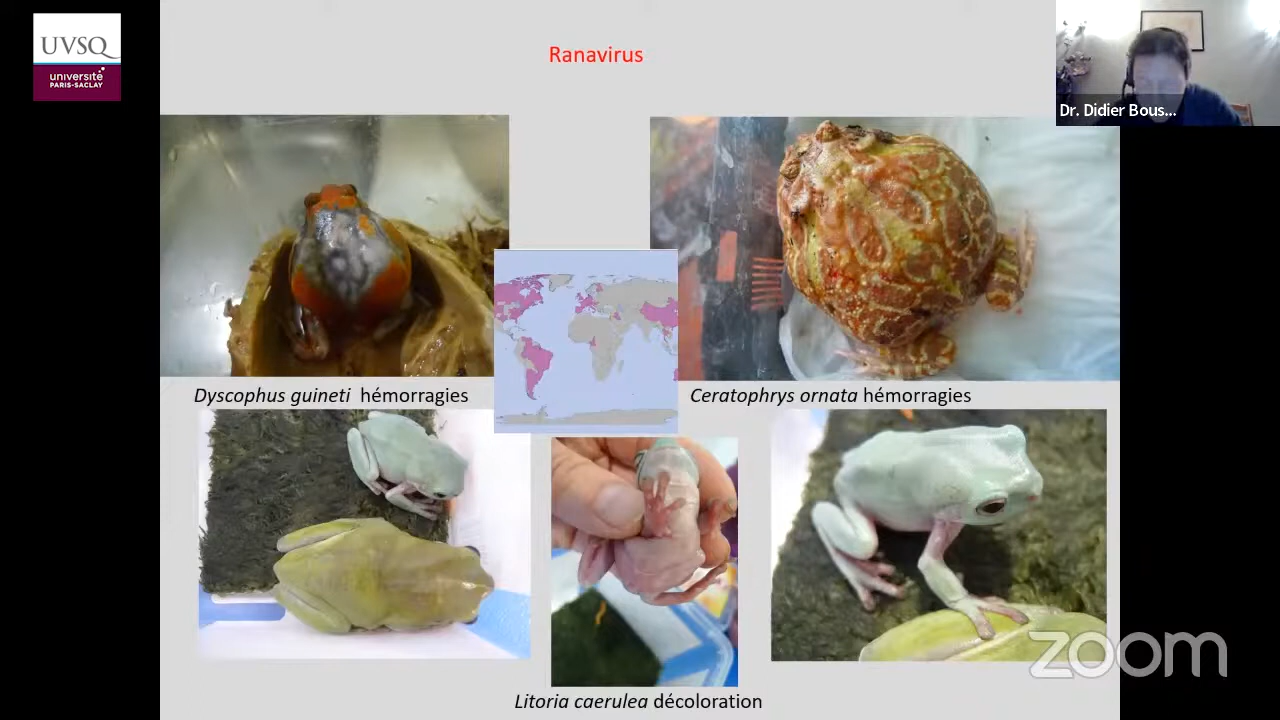 UVSQ
université
PARIS-SACLAY
Ranavirus
Dr. Didier Bous...
Dyscophus guineti hémorragies
Ceratophrys ornata hémorragies
Litoria caerulea décoloration
zoom